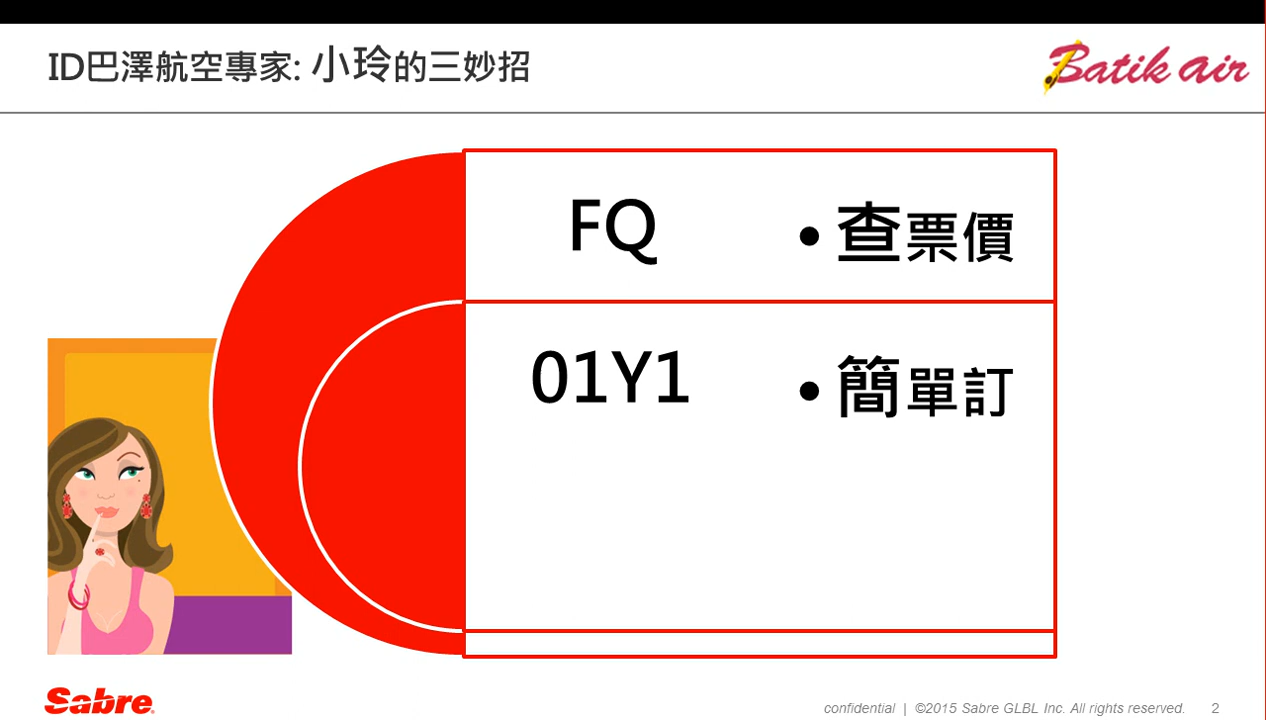 ID巴澤航空專家: 小玲的三妙招
Batik air
FQ
• 查票價
01Y1
• 簡單訂
Sabre
confidential | ©2015 Sabre GLBL Inc. All rights reserved. 2